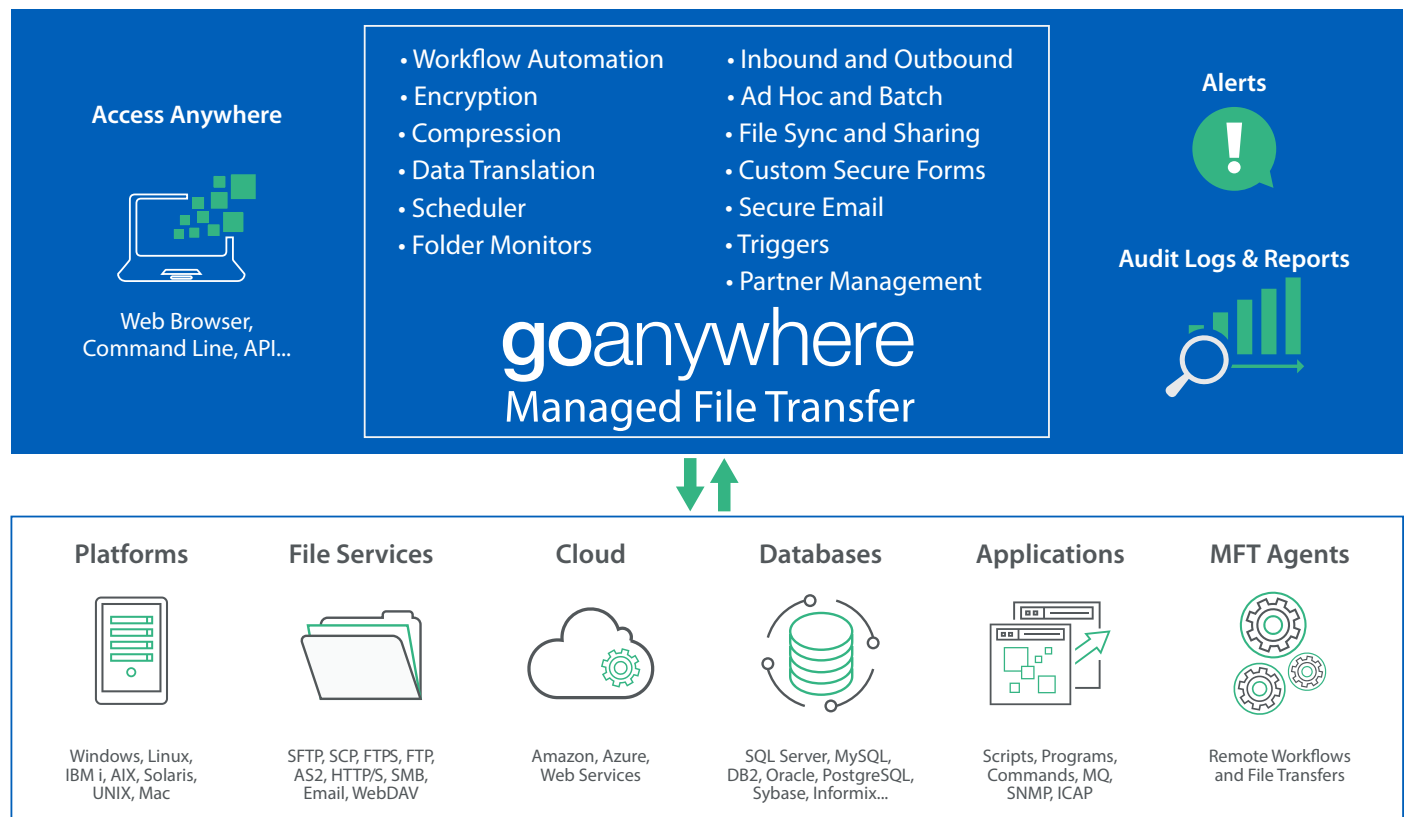 Access Anywhere
Web Browser,
Command Line, API...
• Workflow Automation
• Encryption
• Compression
• Data Translation
• Scheduler
• Folder Monitors
• Inbound and Outbound
• Ad Hoc and Batch
• File Sync and Sharing
• Custom Secure Forms
• Secure Email
• Triggers
• Partner Management
goanywhere
Managed File Transfer
Alerts
!
Audit Logs & Reports
Platforms
Windows, Linux,
IBM i, AIX, Solaris,
UNIX, Mac
File Services
SFTP, SCP, FTPS, FTP,
AS2, HTTP/S, SMB,
Email, WebDAV
Cloud
Amazon, Azure,
Web Services
Databases
SQL Server, MySQL,
DB2, Oracle, PostgreSQL,
Sybase, Informix...
Applications
Scripts, Programs,
Commands, MQ,
SNMP, ICAP
MFT Agents
Remote Workflows
and File Transfers